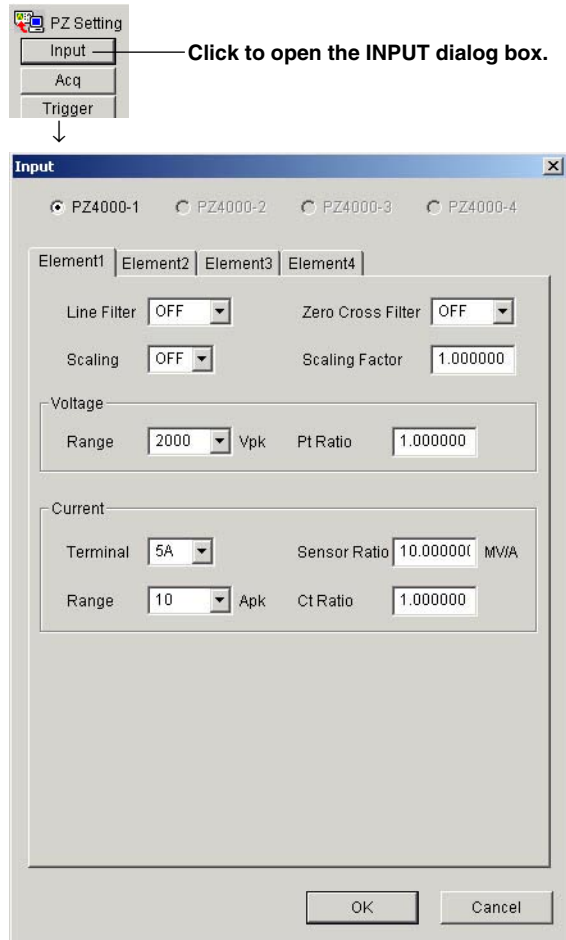 PZ Setting
Input
Click to open the INPUT dialog box.
Acq
Trigger
↓
Input
PZ4000-1 PZ4000-2 PZ4000-3 PZ4000-4
Element1 Element2 Element3 Element4
Line Filter OFF Zero Cross Filter OFF
Scaling OFF Scaling Factor 1.000000
Voltage
Range 2000 Vpk Pt Ratio 1.000000
Current
Terminal 5A Sensor Ratio 10.000000 MV/A
Range 10 Apk Ct Ratio 1.000000
OK Cancel